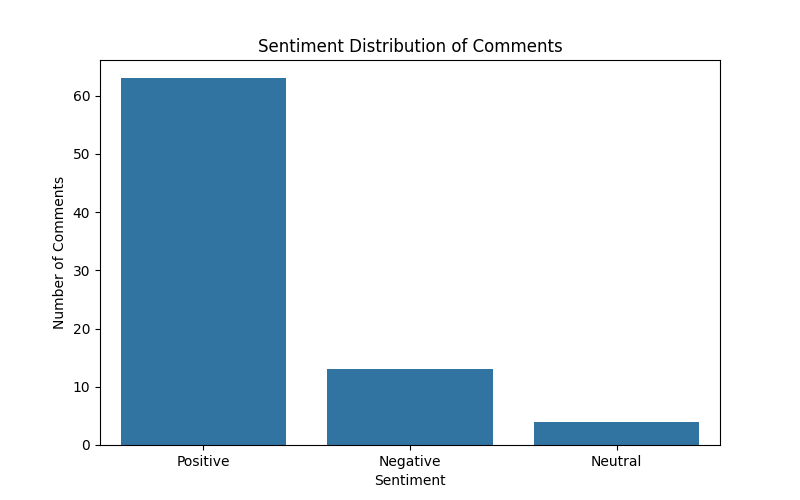 Sentiment Distribution of Comments
Number of Comments
60
50
40
30
20
10
0
Positive Negative Neutral
Sentiment